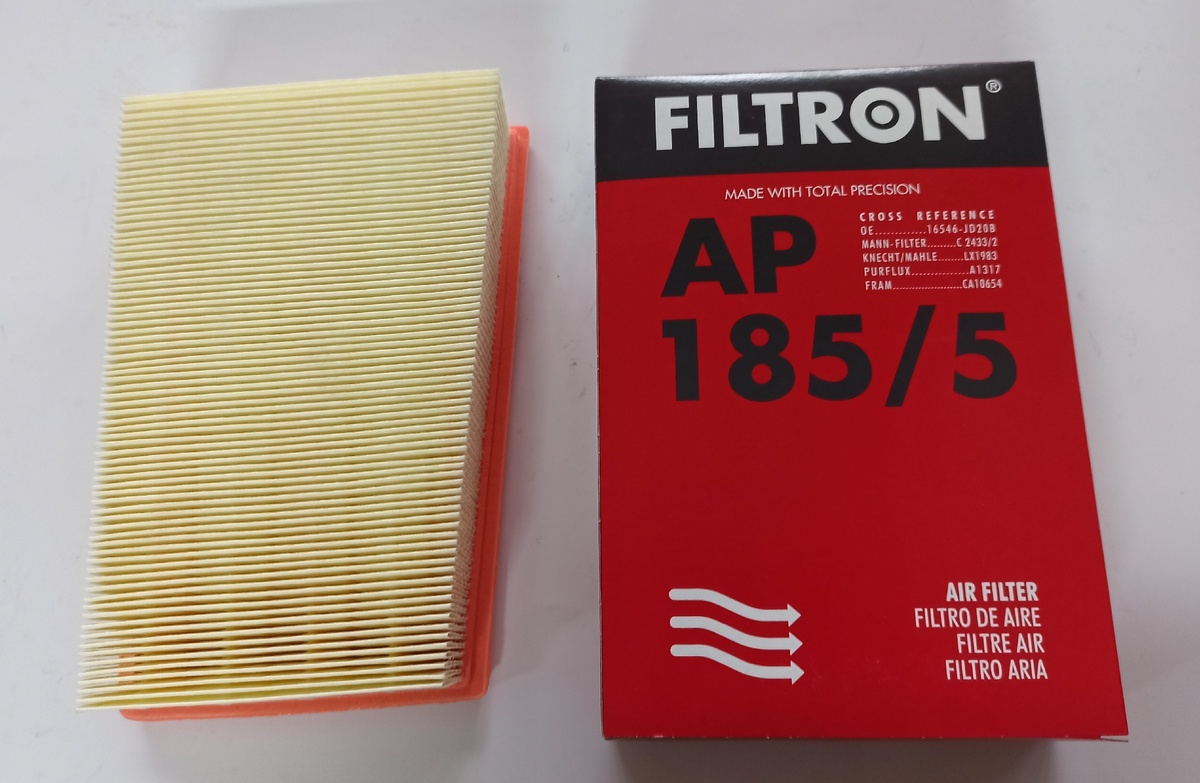 FILTRON®
MADE WITH TOTAL PRECISION
AP
185/5
CROSS REFERENCE
OE............16546-JD20B
MANN-FILTER........C 2433/2
KNECHT/MAHLE.......LX1983
PURFLUX...............A1317
FRAM.....................CA10654
AIR FILTER
FILTRO DE AIRE
FILTRE AIR
FILTRO ARIA